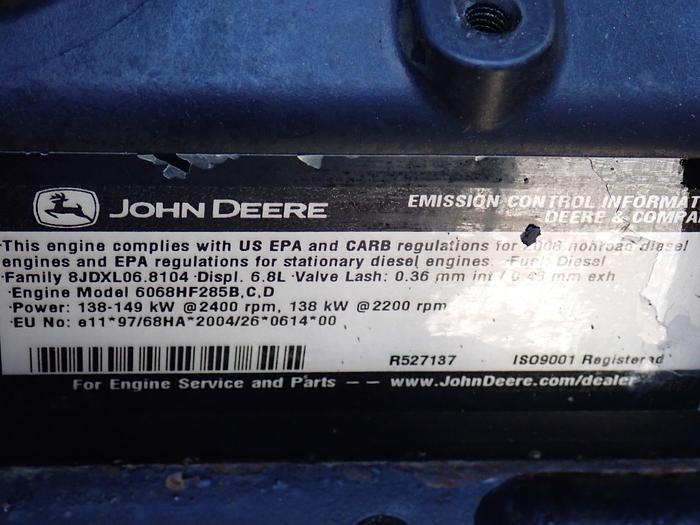 JOHN DEERE
EMISSION CONTROL
DEERE &
This engine complies with US EPA and CARB regulations for nonroad diesel
engines and EPA regulations for stationary diesel engines. Fuel: Diesel
·Family 8JDXL06.8104 ·Displ. 6.8L ·Valve Lash: 0.36 mm int / mm exh
·Engine Model 6068HF285B,C,D
·Power: 138-149 kW @2400 rpm, 138 kW @2200 rpm
·EU No: e11*97/68HA*2004/26*0614*00
R527137 ISO9001 Registered
For Engine Service and Parts -- www.JohnDeere.com/dealer